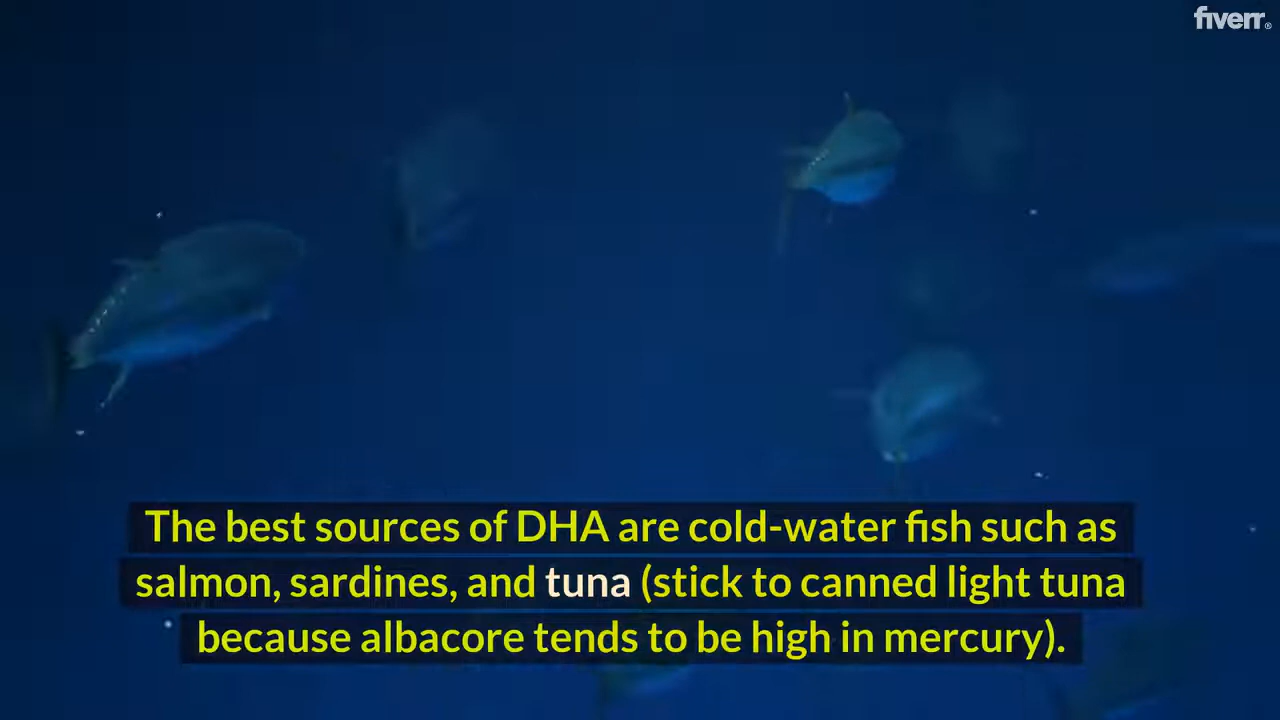 fiverr®
The best sources of DHA are cold-water fish such as
salmon, sardines, and tuna (stick to canned light tuna
because albacore tends to be high in mercury).